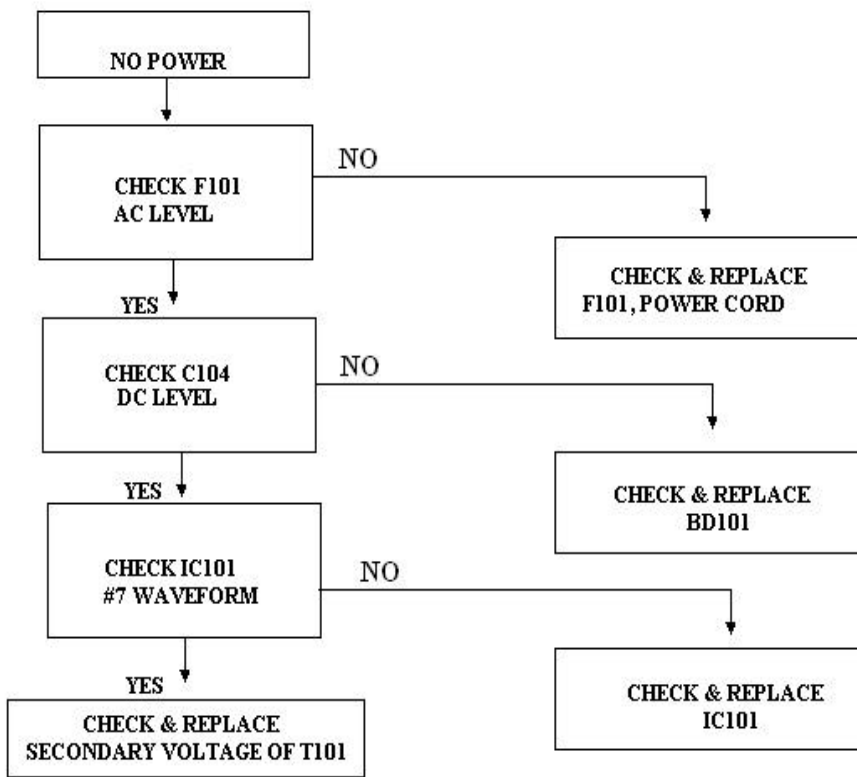 NO POWER
NO
CHECK F101
AC LEVEL
CHECK & REPLACE
F101, POWER CORD
YES
CHECK C104
DC LEVEL
NO
CHECK & REPLACE
BD101
YES
CHECK IC101
#7 WAVEFORM
NO
CHECK & REPLACE
IC101
YES
CHECK & REPLACE
SECONDARY VOLTAGE OF T101